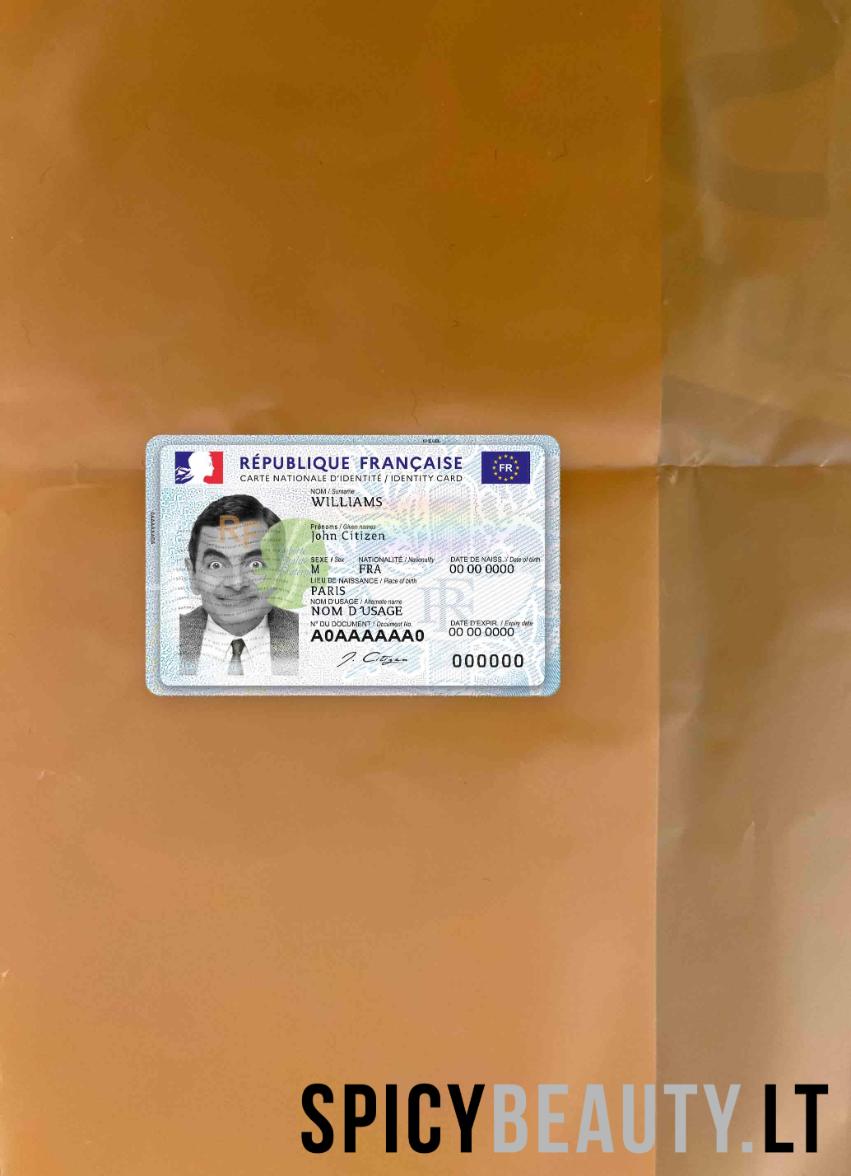 RÉPUBLIQUE FRANÇAISE
FR
CARTE NATIONALE D'IDENTITÉ / IDENTITY CARD
NOM / Surname
WILLIAMS
Prénoms / Given names
John Citizen
SEXE / Sex NATIONALITÉ / Nationality DATE DE NAISS. / Date of birth
M FRA 00 00 0000
LIEU DE NAISSANCE / Place of birth
PARIS
NOM D'USAGE / Alternate name
NOM D'USAGE
N° DU DOCUMENT / Document No. DATE D'EXPIR. / Expiry date
A0AAAAAA0 00 00 0000
J. Citizen 000000
RF
SPICYBEAUTY.LT